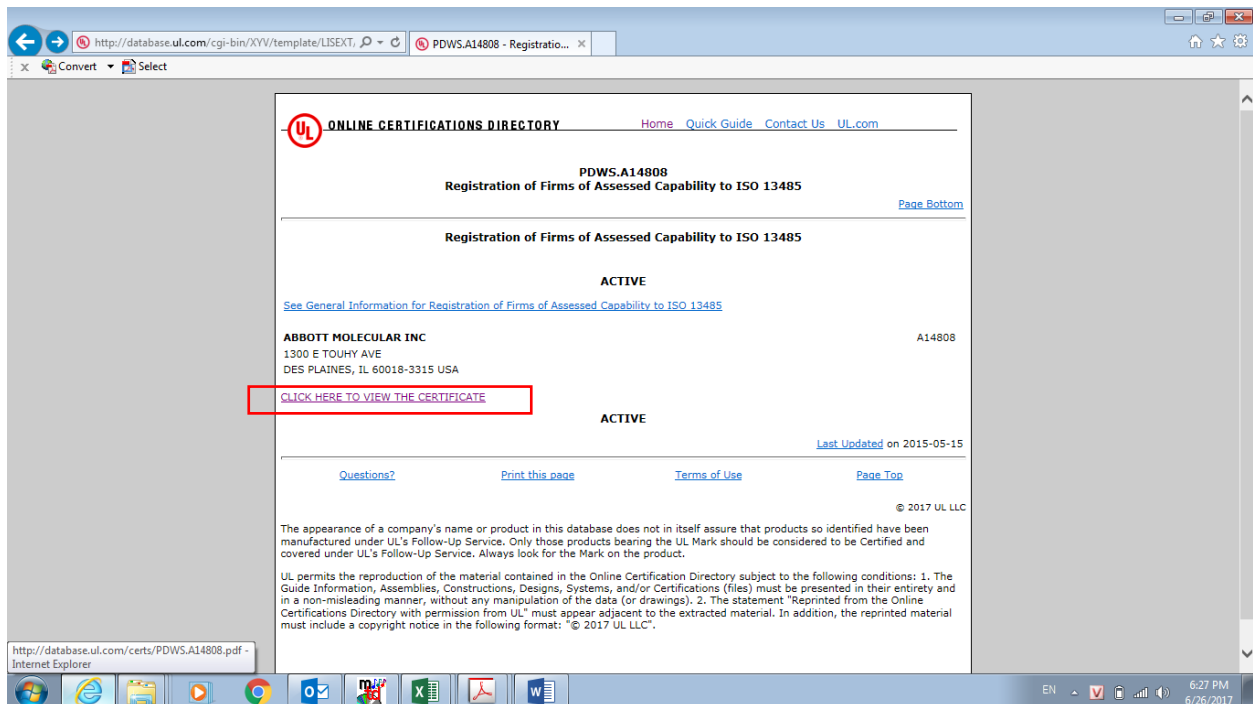 http://database.ul.com/cgi-bin/XYV/template/LISEXT,
PDWS.A14808 - Registratio...
x Convert Select
UL ONLINE CERTIFICATIONS DIRECTORY Home Quick Guide Contact Us UL.com
PDWS.A14808
Registration of Firms of Assessed Capability to ISO 13485
Page Bottom
Registration of Firms of Assessed Capability to ISO 13485
ACTIVE
See General Information for Registration of Firms of Assessed Capability to ISO 13485
ABBOTT MOLECULAR INC A14808
1300 E TOUHY AVE
DES PLAINES, IL 60018-3315 USA
CLICK HERE TO VIEW THE CERTIFICATE
ACTIVE
Last Updated on 2015-05-15
Questions? Print this page Terms of Use Page Top
© 2017 UL LLC
The appearance of a company's name or product in this database does not in itself assure that products so identified have been
manufactured under UL's Follow-Up Service. Only those products bearing the UL Mark should be considered to be Certified and
covered under UL's Follow-Up Service. Always look for the Mark on the product.
UL permits the reproduction of the material contained in the Online Certification Directory subject to the following conditions: 1. The
Guide Information, Assemblies, Constructions, Designs, Systems, and/or Certifications (files) must be presented in their entirety and
in a non-misleading manner, without any manipulation of the data (or drawings). 2. The statement "Reprinted from the Online
Certifications Directory with permission from UL" must appear adjacent to the extracted material. In addition, the reprinted material
must include a copyright notice in the following format: "© 2017 UL LLC".
http://database.ul.com/certs/PDWS.A14808.pdf -
Internet Explorer
EN 6:27 PM
6/26/2017